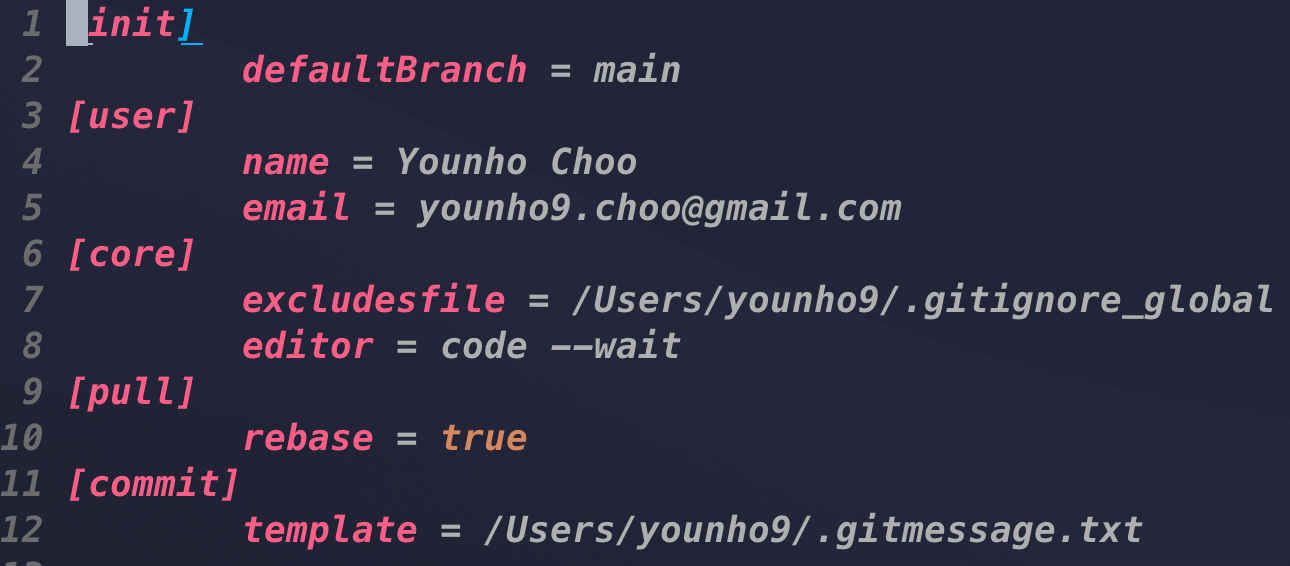 1 [init]
2 defaultBranch = main
3 [user]
4 name = Younho Choo
5 email = younho9.choo@gmail.com
6 [core]
7 excludesfile = /Users/younho9/.gitignore_global
8 editor = code --wait
9 [pull]
10 rebase = true
11 [commit]
12 template = /Users/younho9/.gitmessage.txt